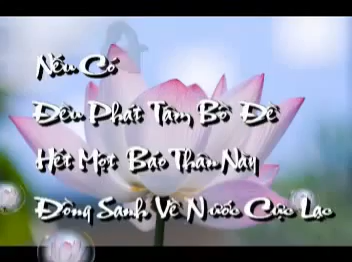 Nếu Có
Đều Phát Tâm Bồ Đề
Hết Một Báo Thân Này
Đồng Sanh Về Nước Cực Lạc